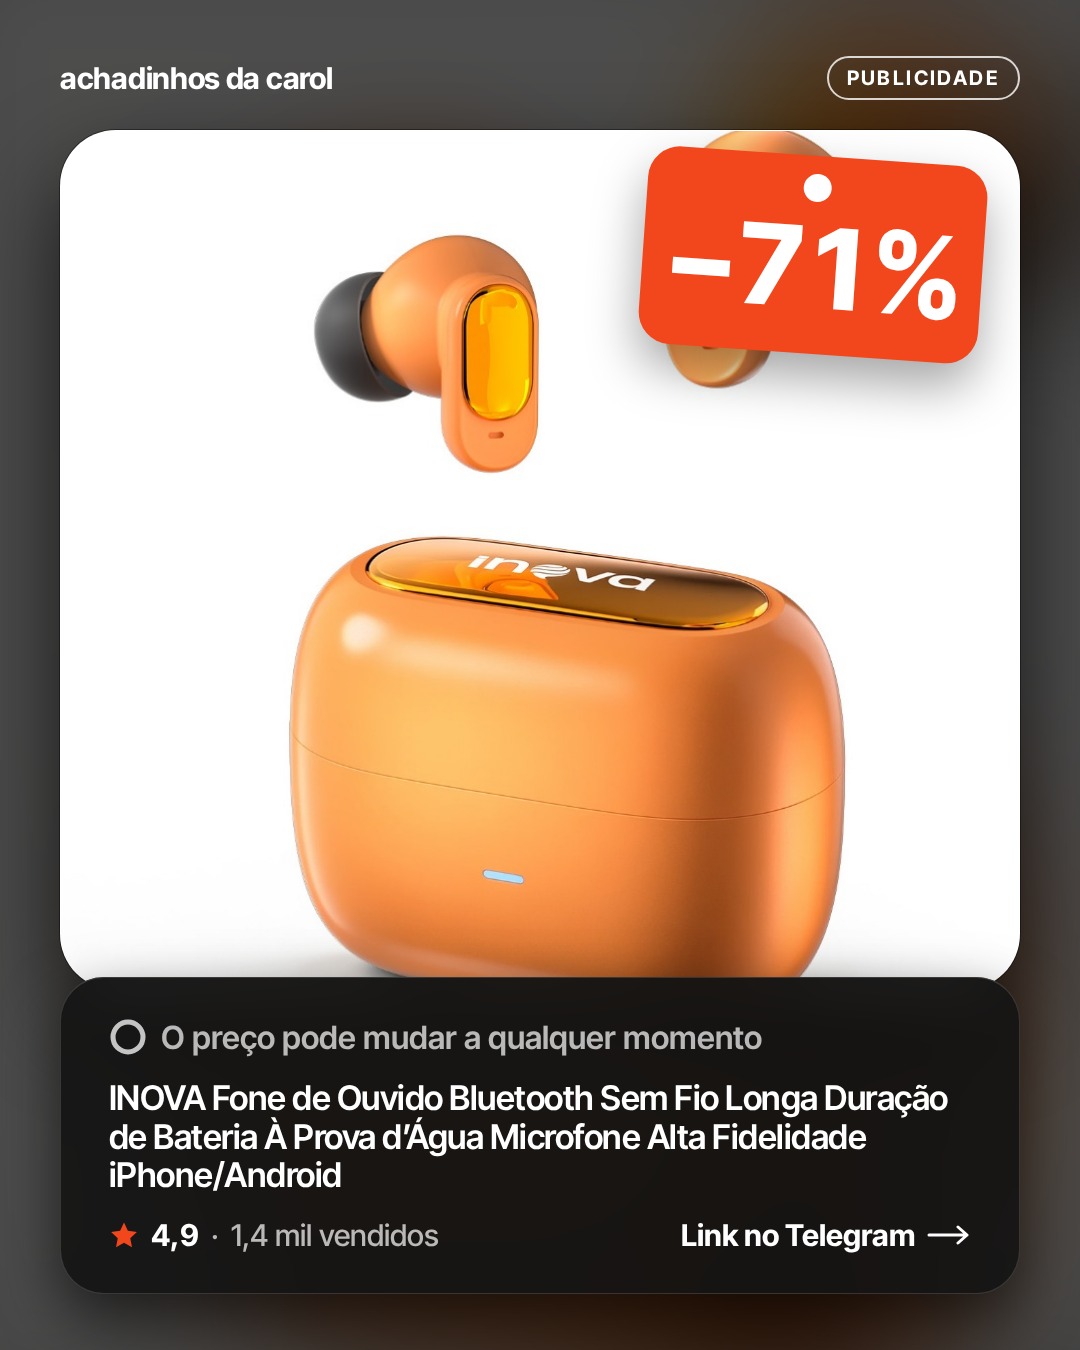 achadinhos da carol
PUBLICIDADE
−71%
inova
O preço pode mudar a qualquer momento
INOVA Fone de Ouvido Bluetooth Sem Fio Longa Duração
de Bateria À Prova d'Água Microfone Alta Fidelidade
iPhone/Android
4,9 · 1,4 mil vendidos
Link no Telegram →